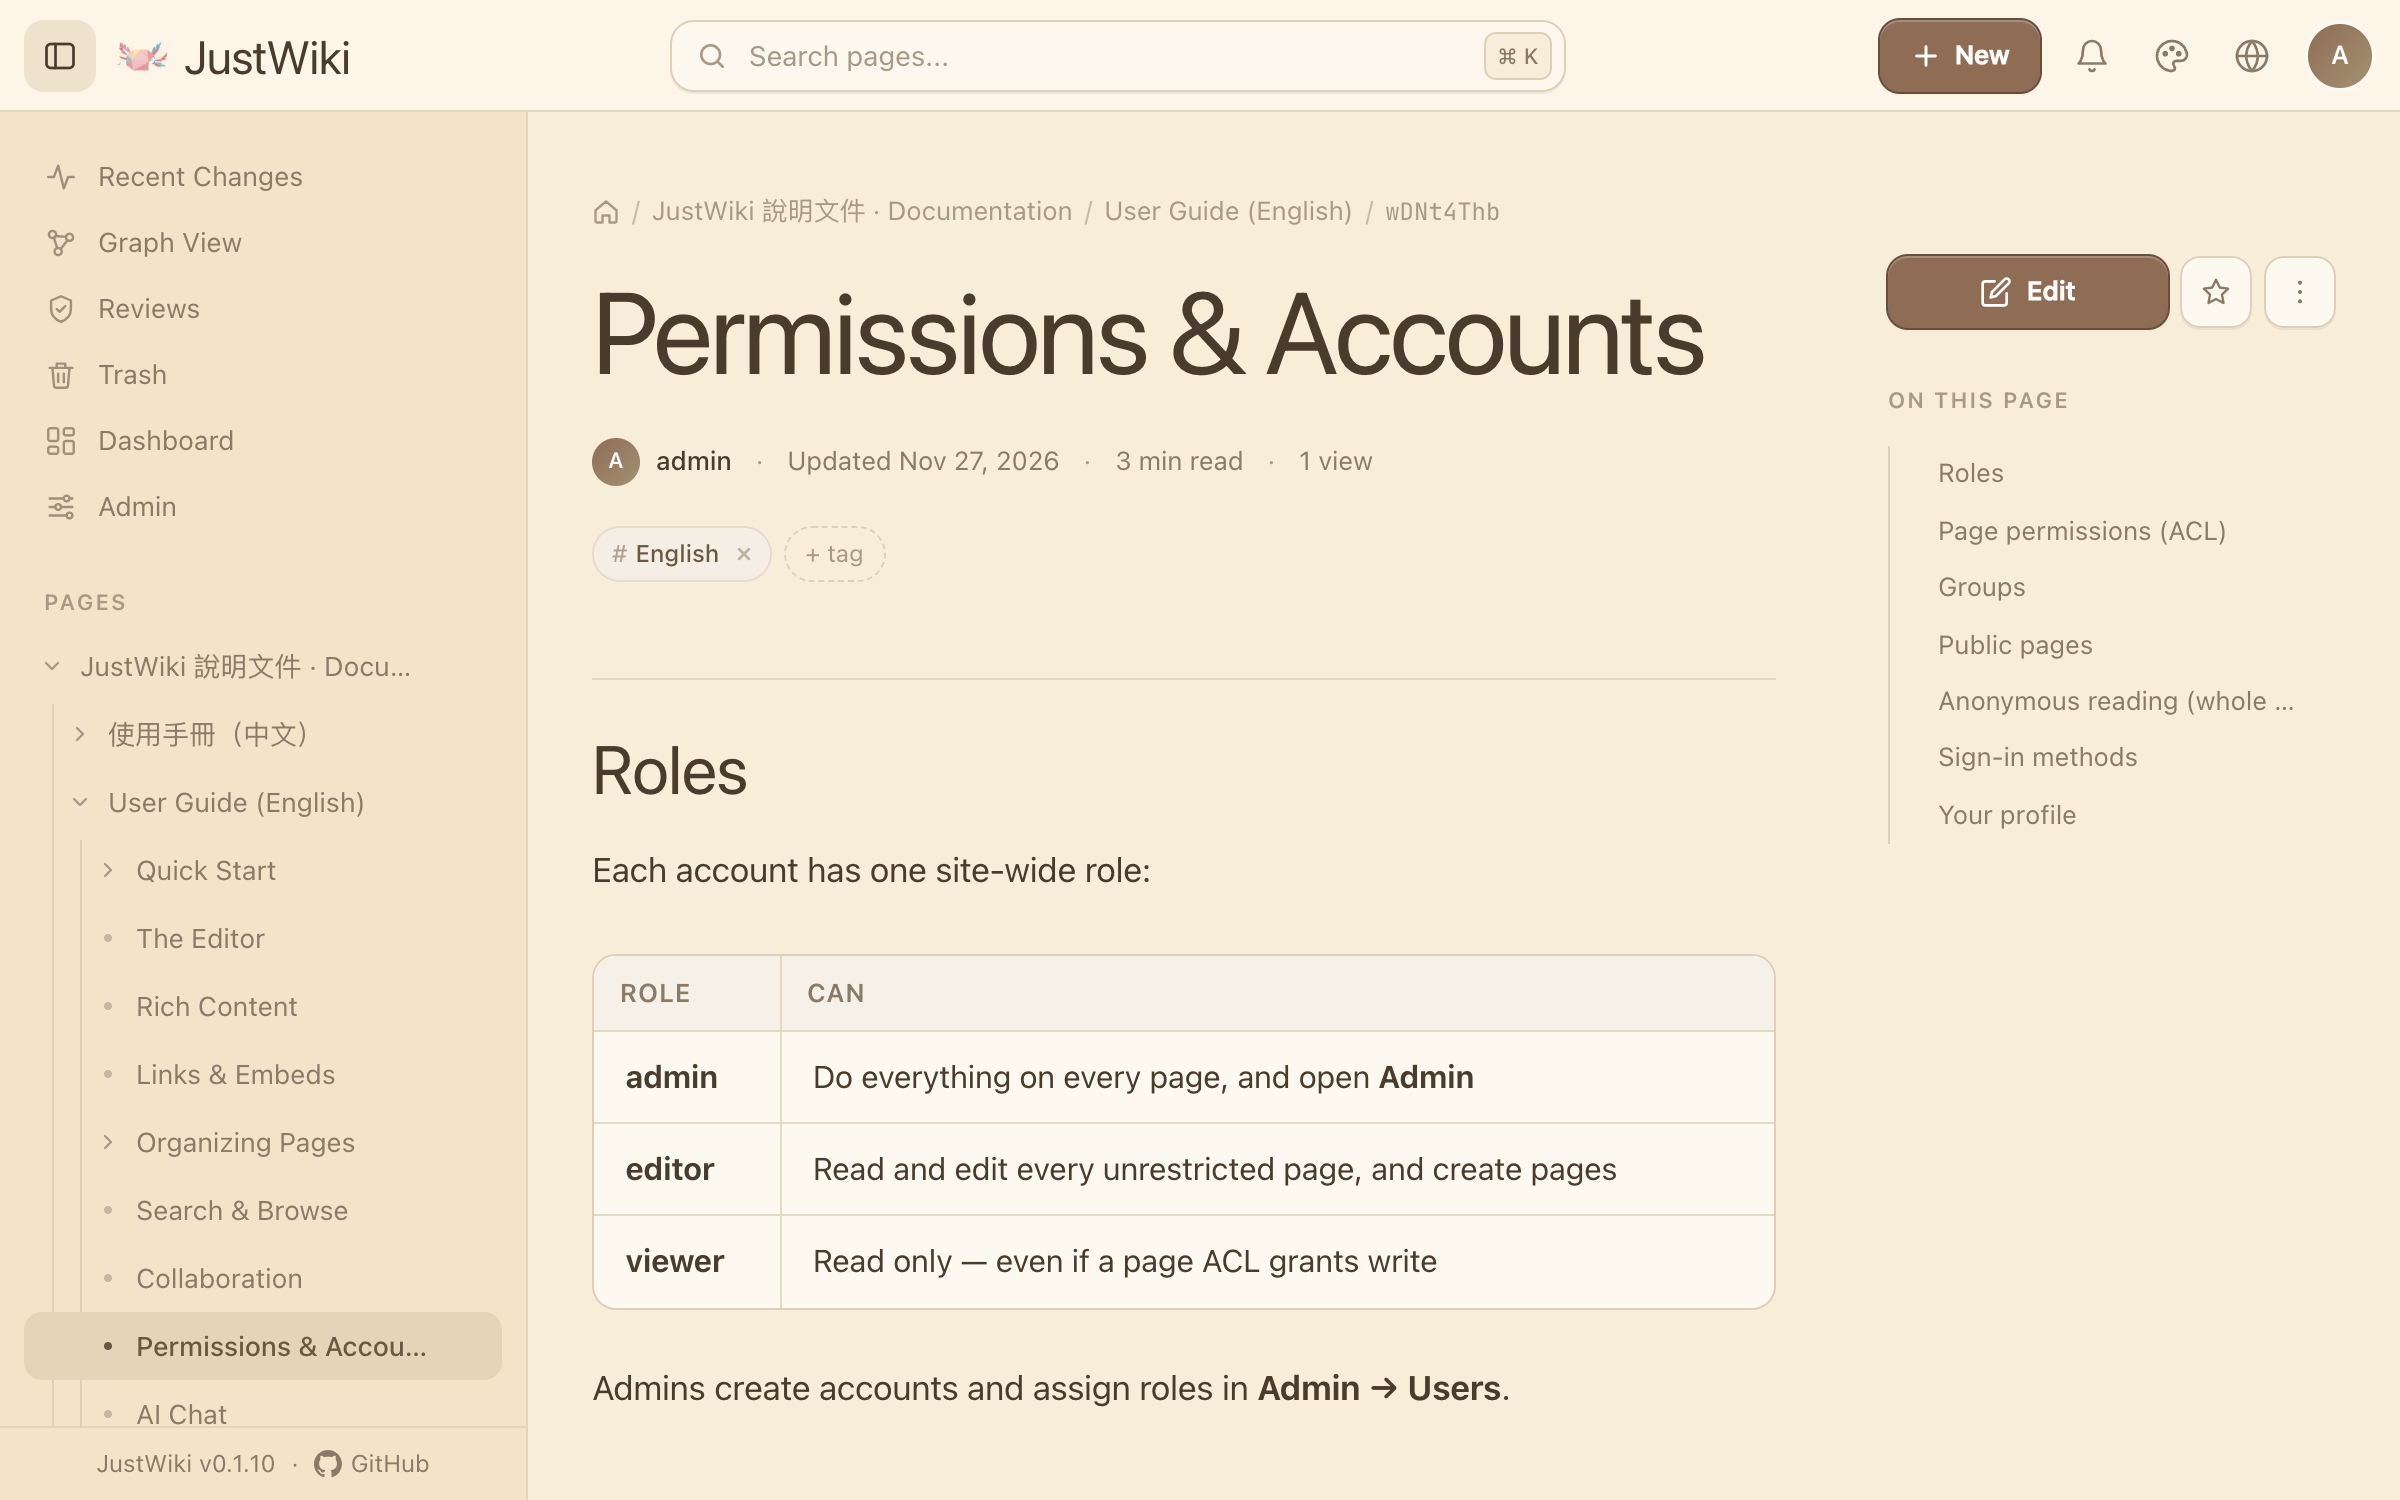 JustWiki
Search pages...
⌘ K
+ New
A
Recent Changes
Graph View
Reviews
Trash
Dashboard
Admin
PAGES
JustWiki 說明文件 · Docu...
使用手冊（中文）
User Guide (English)
Quick Start
The Editor
Rich Content
Links & Embeds
Organizing Pages
Search & Browse
Collaboration
Permissions & Accou...
AI Chat
JustWiki v0.1.10 · GitHub
/ JustWiki 說明文件 · Documentation / User Guide (English) / wDNt4Thb
Permissions & Accounts
A admin · Updated Nov 27, 2026 · 3 min read · 1 view
# English × + tag
Roles
Each account has one site-wide role:
ROLE CAN
admin Do everything on every page, and open Admin
editor Read and edit every unrestricted page, and create pages
viewer Read only — even if a page ACL grants write
Admins create accounts and assign roles in Admin → Users.
Edit
ON THIS PAGE
Roles
Page permissions (ACL)
Groups
Public pages
Anonymous reading (whole ...
Sign-in methods
Your profile